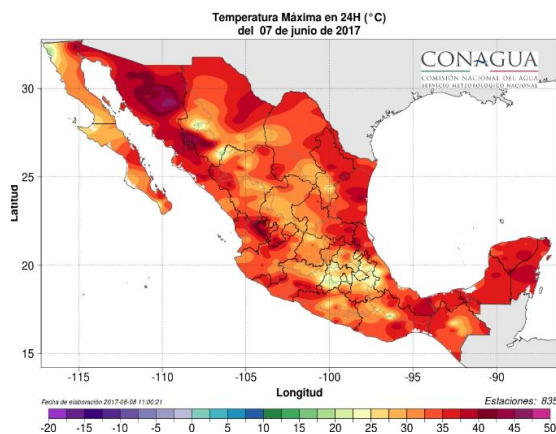 Temperatura Máxima en 24H (°C)
del 07 de junio de 2017
CONAGUA
COMISIÓN NACIONAL DEL AGUA
SERVICIO METEOROLÓGICO NACIONAL
Latitud
30
25
20
15
-115 -110 -105 -100 -95 -90
Longitud
Fecha de elaboración 2017-06-08 11:00:21
Estaciones: 835
-20 -15 -10 -5 0 5 10 15 20 25 30 35 40 45 50